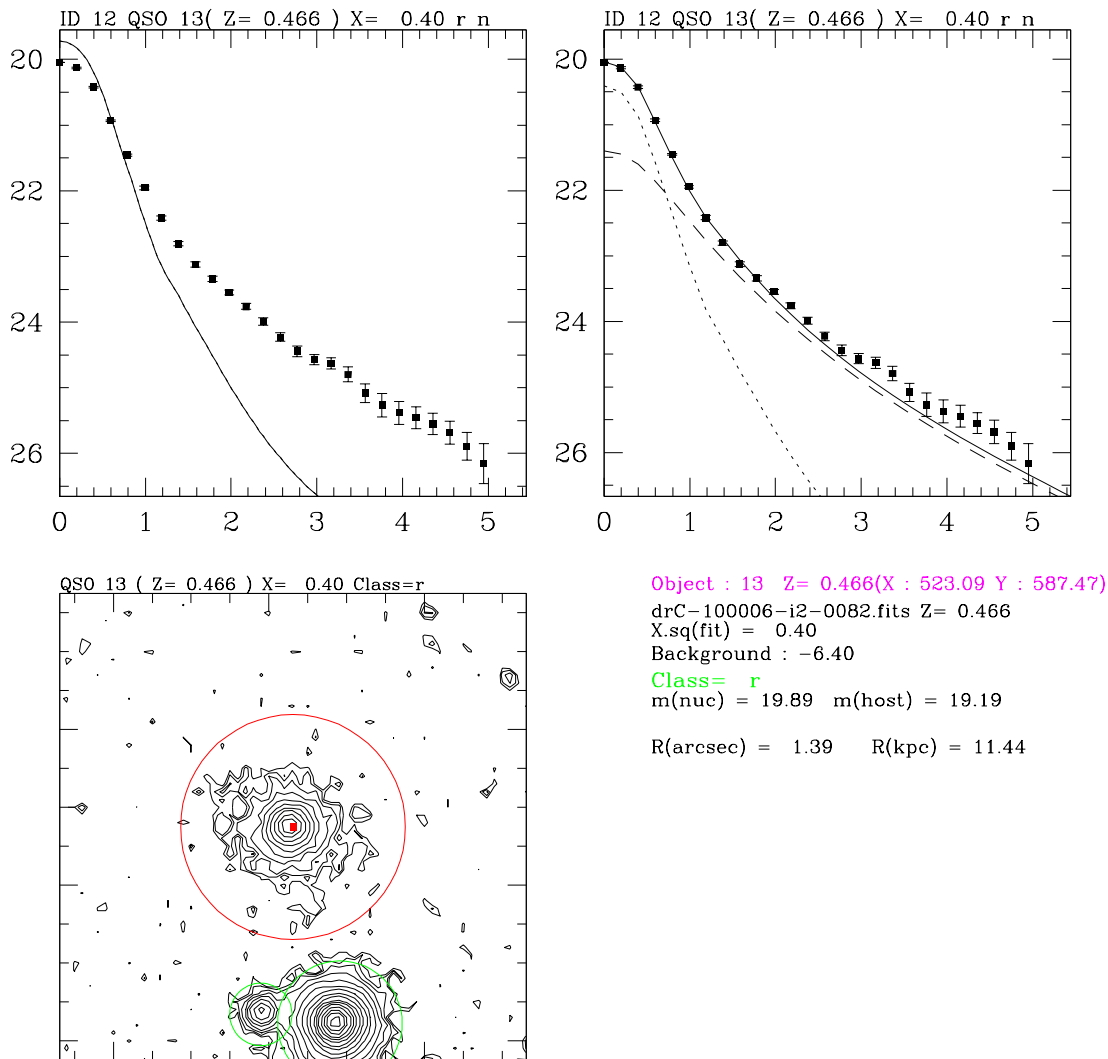 ID 12 QSO 13( Z= 0.466 ) X= 0.40 r n
20
22
24
26
0 1 2 3 4 5
ID 12 QSO 13( Z= 0.466 ) X= 0.40 r n
20
22
24
26
0 1 2 3 4 5
QSO 13 ( Z= 0.466 ) X= 0.40 Class=r
Object : 13 Z= 0.466(X : 523.09 Y : 587.47)
drC-100006-i2-0082.fits Z= 0.466
X.sq(fit) = 0.40
Background : -6.40
Class= r
m(nuc) = 19.89 m(host) = 19.19
R(arcsec) = 1.39 R(kpc) = 11.44